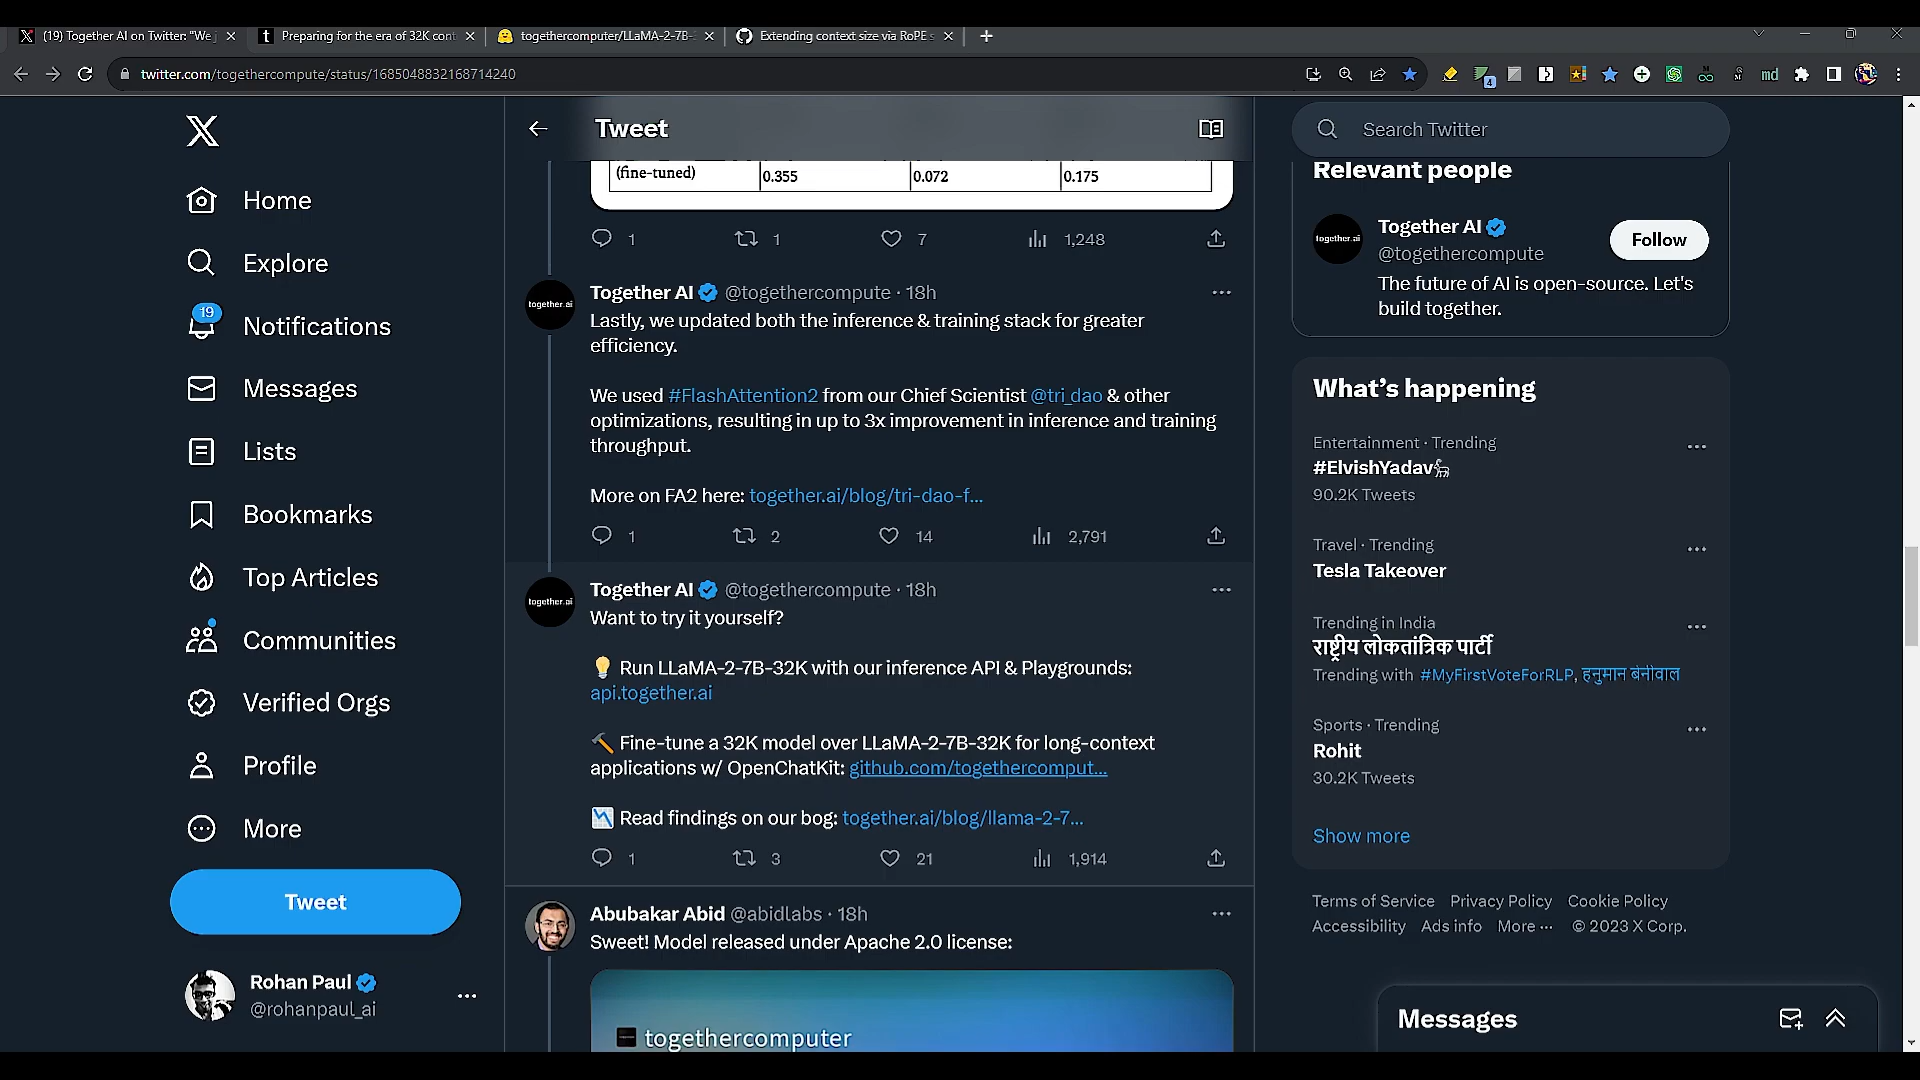 (19) Together AI on Twitter: "We j
Preparing for the era of 32K cont
togethercomputer/LLaMA-2-7B-
Extending context size via RoPE s
twitter.com/togethercompute/status/1685048832168714240
4
md
Home
Explore
19
Notifications
Messages
Lists
Bookmarks
Top Articles
Communities
Verified Orgs
Profile
More
Tweet
Rohan Paul
@rohanpaul_ai
Tweet
(fine-tuned)
0.355
0.072
0.175
1
1
7
1,248
together.ai
Together AI @togethercompute · 18h
Lastly, we updated both the inference & training stack for greater
efficiency.
We used #FlashAttention2 from our Chief Scientist @tri_dao & other
optimizations, resulting in up to 3x improvement in inference and training
throughput.
More on FA2 here: together.ai/blog/tri-dao-f...
1
2
14
2,791
together.ai
Together AI @togethercompute · 18h
Want to try it yourself?
💡 Run LLaMA-2-7B-32K with our inference API & Playgrounds:
api.together.ai
🔨 Fine-tune a 32K model over LLaMA-2-7B-32K for long-context
applications w/ OpenChatKit: github.com/togethercomput...
📉 Read findings on our bog: together.ai/blog/llama-2-7...
1
3
21
1,914
Abubakar Abid @abidlabs · 18h
Sweet! Model released under Apache 2.0 license:
togethercomputer
Search Twitter
Relevant people
together.ai
Together AI
@togethercompute
Follow
The future of AI is open-source. Let's
build together.
What's happening
Entertainment · Trending
#ElvishYadav
90.2K Tweets
Travel · Trending
Tesla Takeover
Trending in India
राष्ट्रीय लोकतांत्रिक पार्टी
Trending with #MyFirstVoteForRLP, हनुमान बेनीवाल
Sports · Trending
Rohit
30.2K Tweets
Show more
Terms of Service Privacy Policy Cookie Policy
Accessibility Ads info More ··· © 2023 X Corp.
Messages